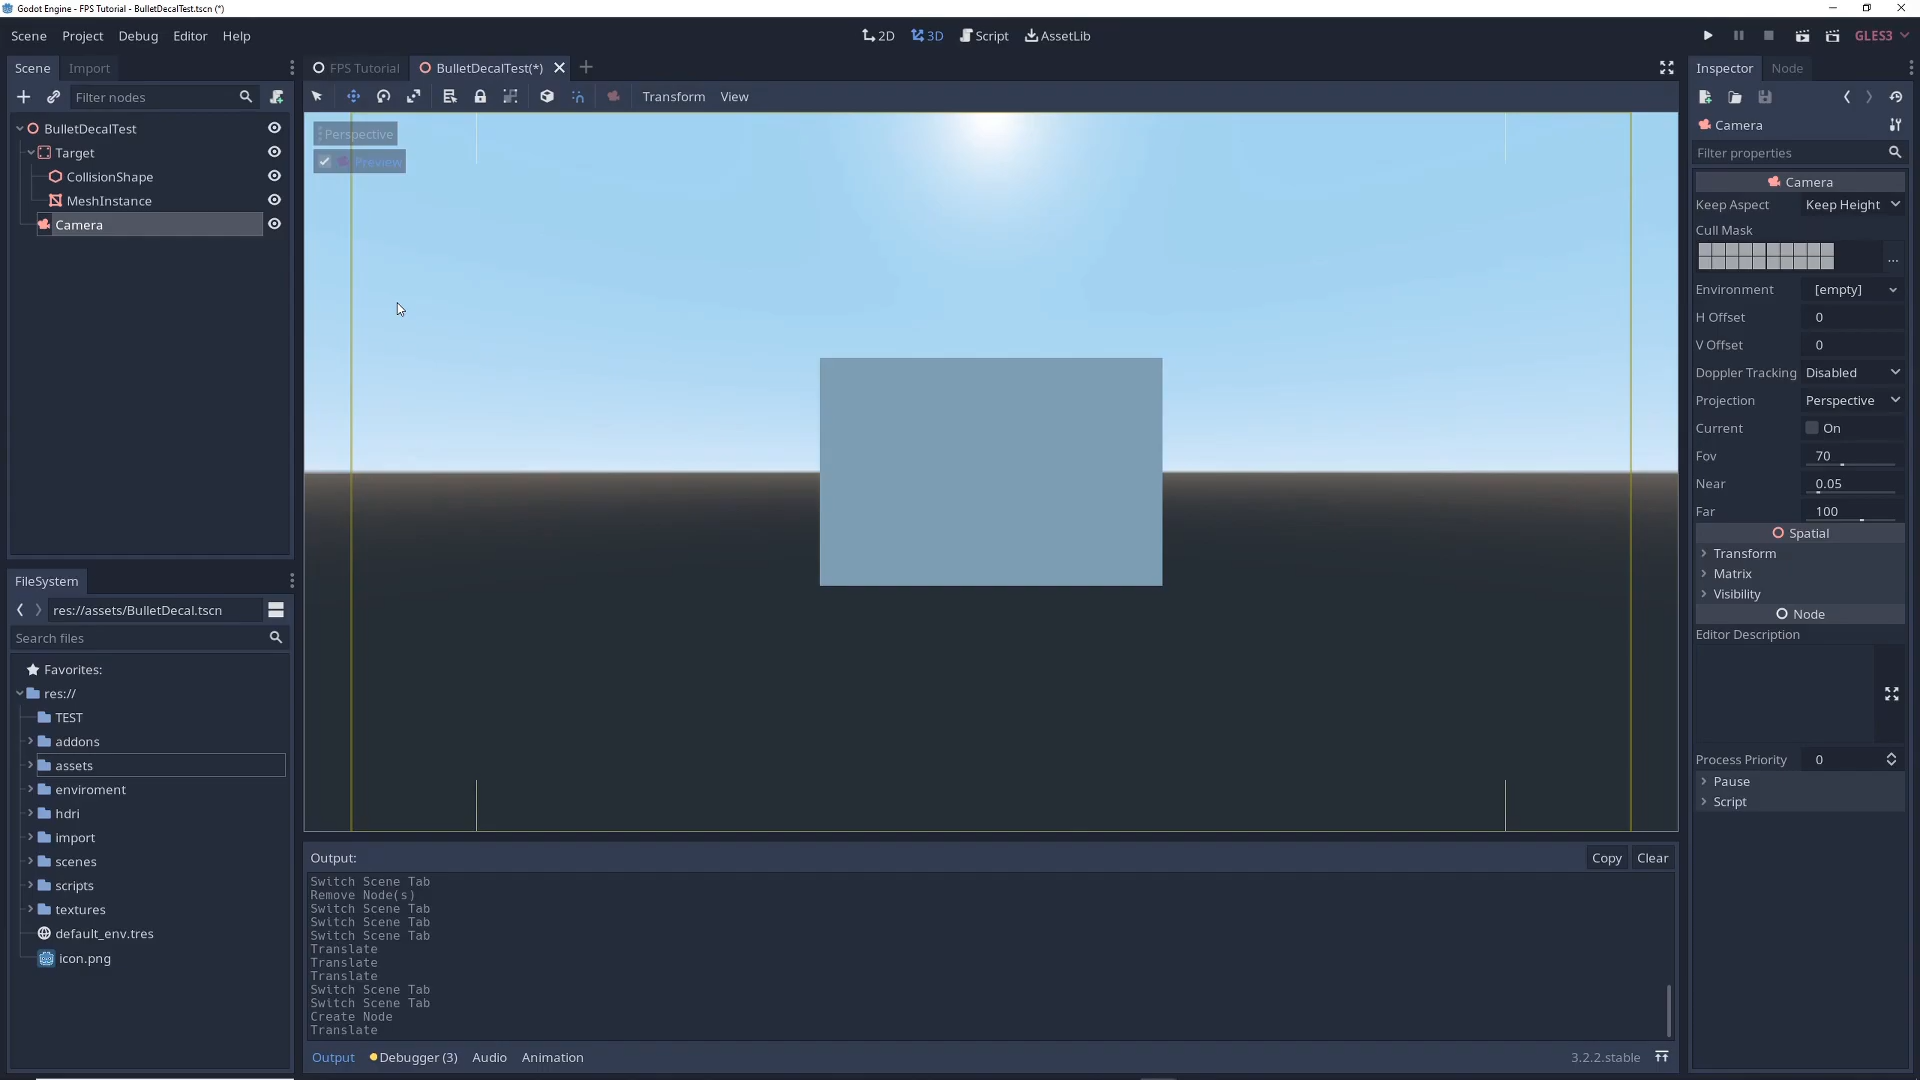 Godot Engine - FPS Tutorial - BulletDecalTest.tscn (*)
Scene Project Debug Editor Help
2D 3D Script AssetLib
GLES3
Scene Import
FPS Tutorial BulletDecalTest(*)
Inspector Node
Filter nodes
Transform View
BulletDecalTest
Target
CollisionShape
MeshInstance
Camera
Perspective
Preview
Camera
Filter properties
Camera
Keep Aspect Keep Height
Cull Mask
...
Environment [empty]
H Offset 0
V Offset 0
Doppler Tracking Disabled
Projection Perspective
Current On
Fov 70
Near 0.05
Far 100
Spatial
Transform
Matrix
Visibility
Node
Editor Description
Process Priority 0
Pause
Script
FileSystem
res://assets/BulletDecal.tscn
Search files
Favorites:
res://
TEST
addons
assets
enviroment
hdri
import
scenes
scripts
textures
default_env.tres
icon.png
Output:
Copy Clear
Switch Scene Tab
Remove Node(s)
Switch Scene Tab
Switch Scene Tab
Switch Scene Tab
Translate
Translate
Translate
Switch Scene Tab
Switch Scene Tab
Create Node
Translate
Output Debugger (3) Audio Animation
3.2.2.stable